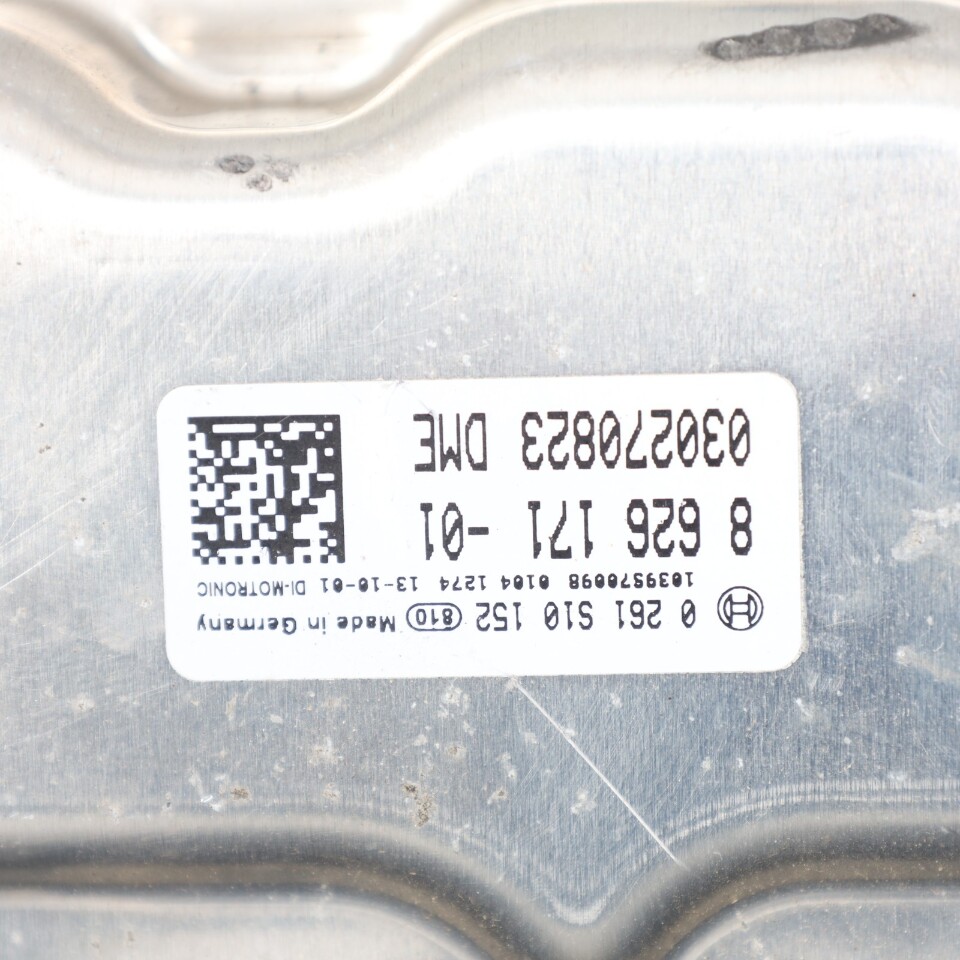 0 261 S10 152 810 Made in Germany
1039S70098 0104 1274 13-10-01 DI-MOTRONIC
8 626 171 -01
030270823 DME